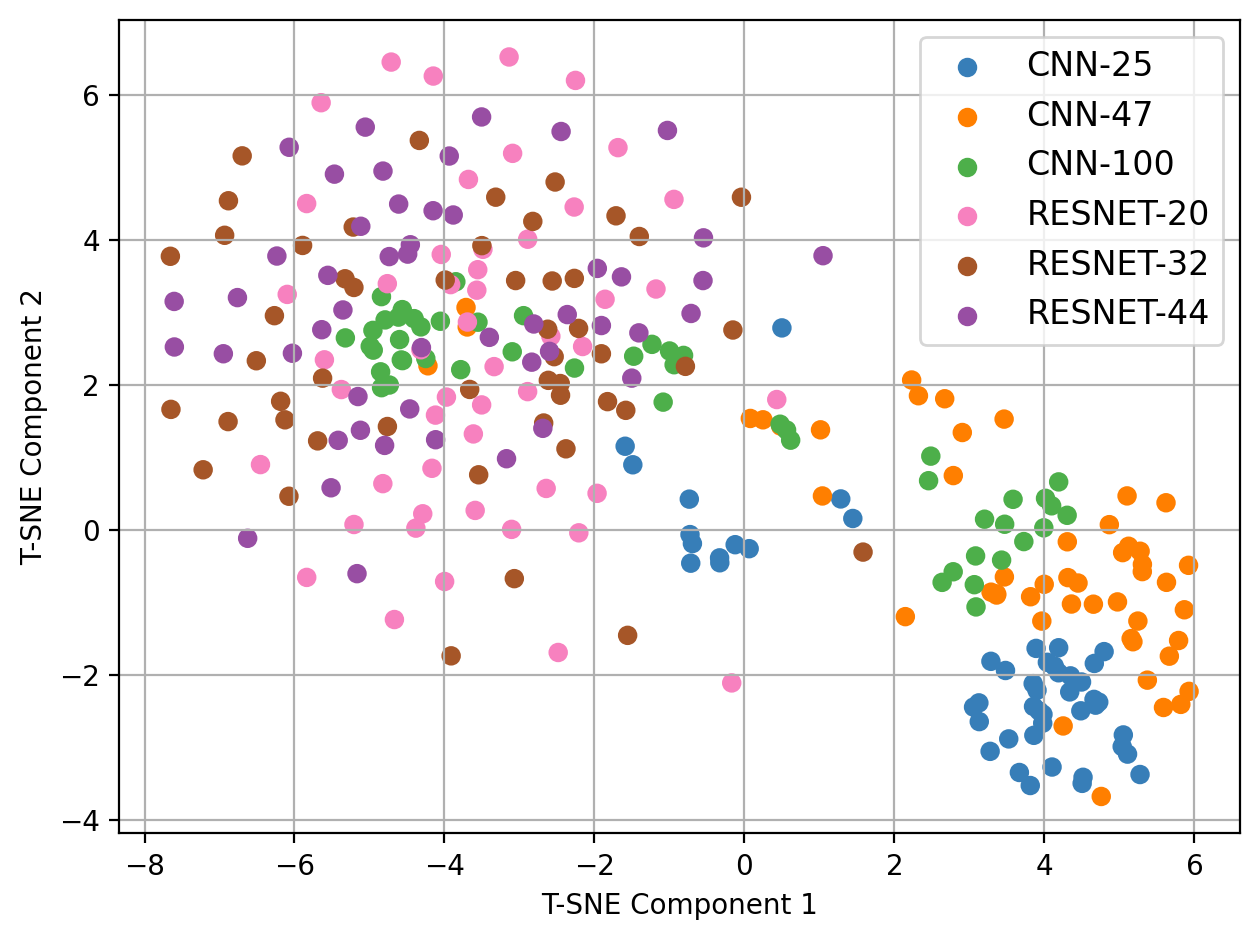 CNN-25
CNN-47
CNN-100
RESNET-20
RESNET-32
RESNET-44
6
4
2
0
−2
−4
T-SNE Component 2
−8 −6 −4 −2 0 2 4 6
T-SNE Component 1